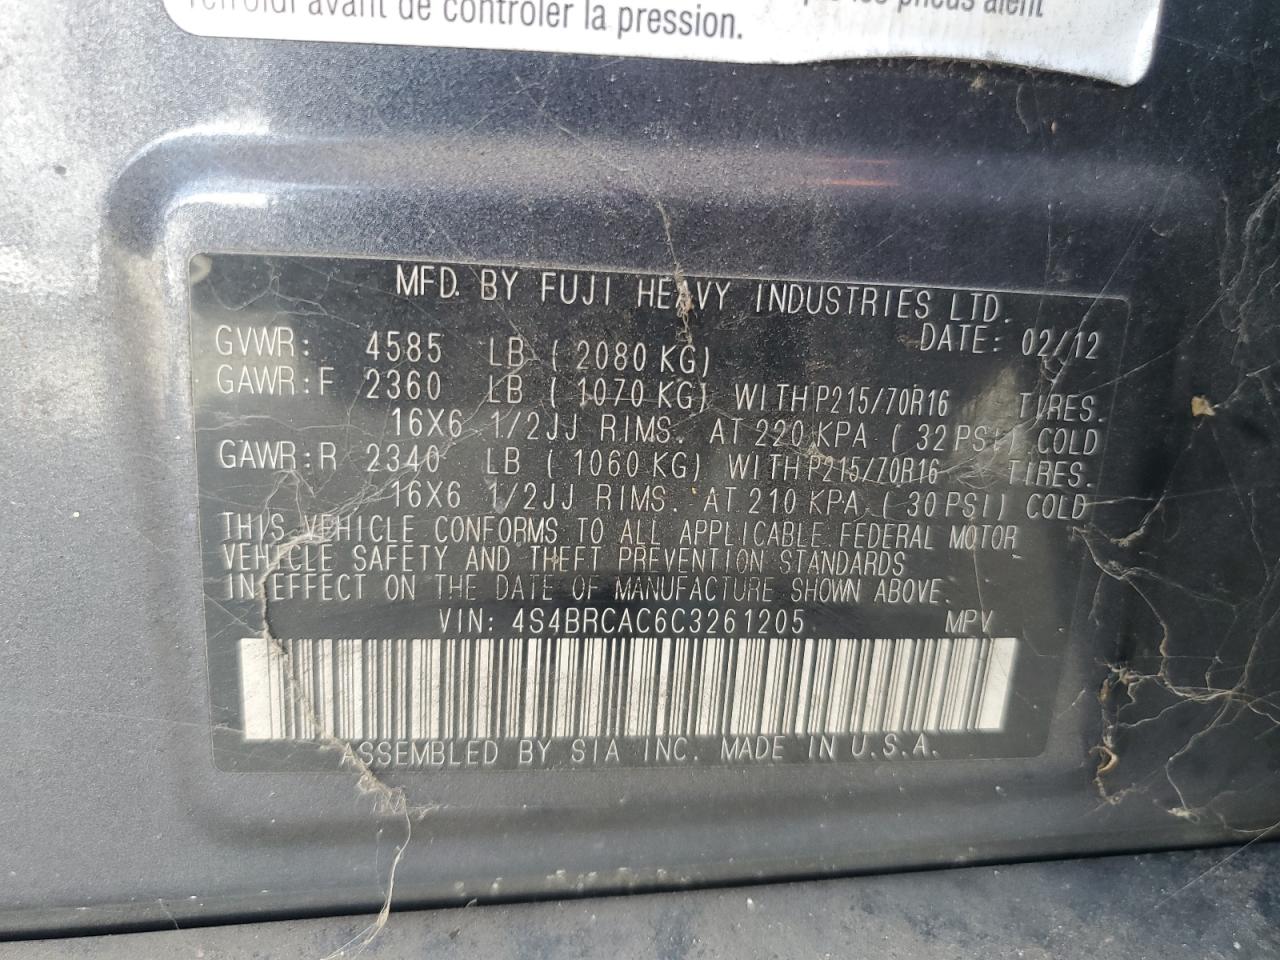 refroidi avant de contrôler la pression.
les pneus aient
MFD. BY FUJI HEAVY INDUSTRIES LTD.
DATE: 02/12
GVWR: 4585 LB ( 2080 KG)
GAWR:F 2360 LB ( 1070 KG) WITH P215/70R16 TIRES.
16X6 1/2JJ RIMS. AT 220 KPA ( 32 PSI) COLD
GAWR:R 2340 LB ( 1060 KG) WITH P215/70R16 TIRES.
16X6 1/2JJ RIMS. AT 210 KPA ( 30 PSI) COLD
THIS VEHICLE CONFORMS TO ALL APPLICABLE FEDERAL MOTOR
VEHICLE SAFETY AND THEFT PREVENTION STANDARDS
IN EFFECT ON THE DATE OF MANUFACTURE SHOWN ABOVE.
VIN: 4S4BRCAC6C3261205 MPV
ASSEMBLED BY SIA INC. MADE IN U.S.A.